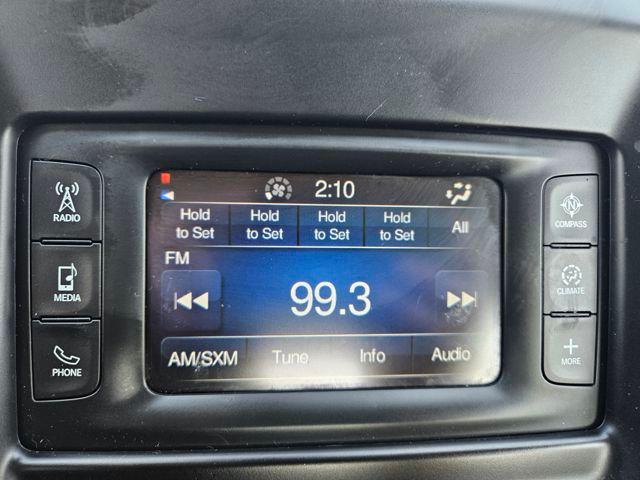 2:10
Hold to Set
Hold to Set
Hold to Set
Hold to Set
All
FM
99.3
AM/SXM Tune Info Audio
RADIO
MEDIA
PHONE
N
COMPASS
CLIMATE
MORE